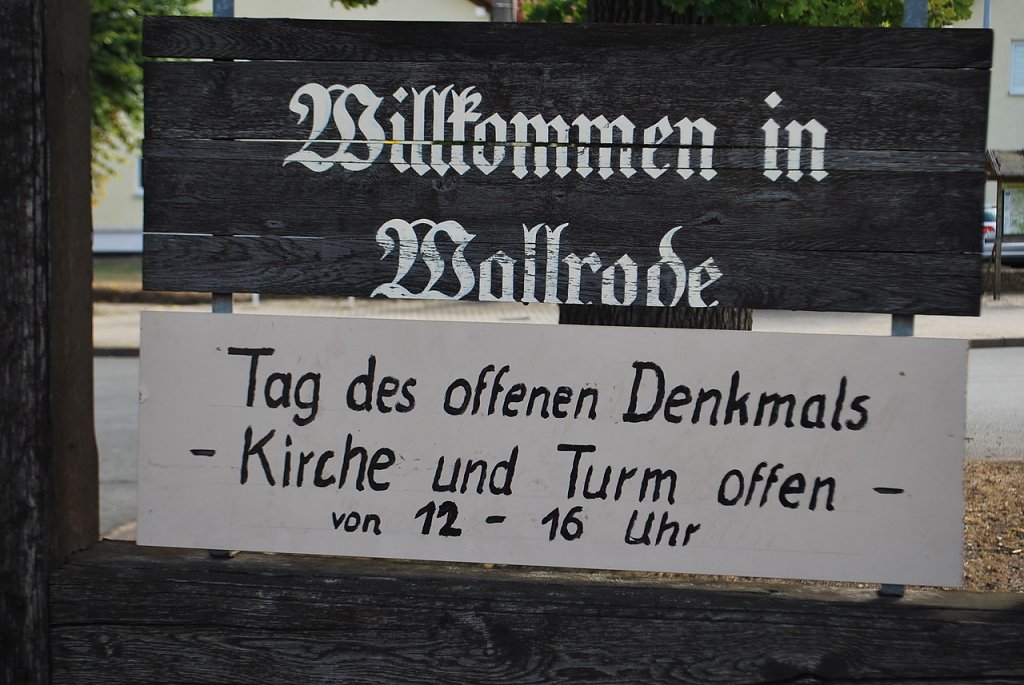 Willkommen in
Wallrode
Tag des offenen Denkmals
- Kirche und Turm offen -
von 12 - 16 Uhr